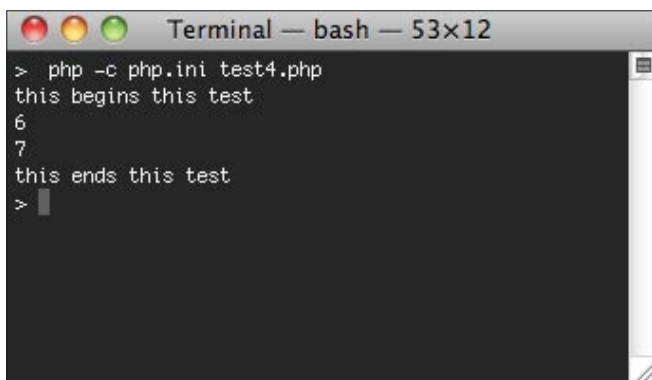 Terminal — bash — 53×12
>  php -c php.ini test4.php
this begins this test
6
7
this ends this test
>